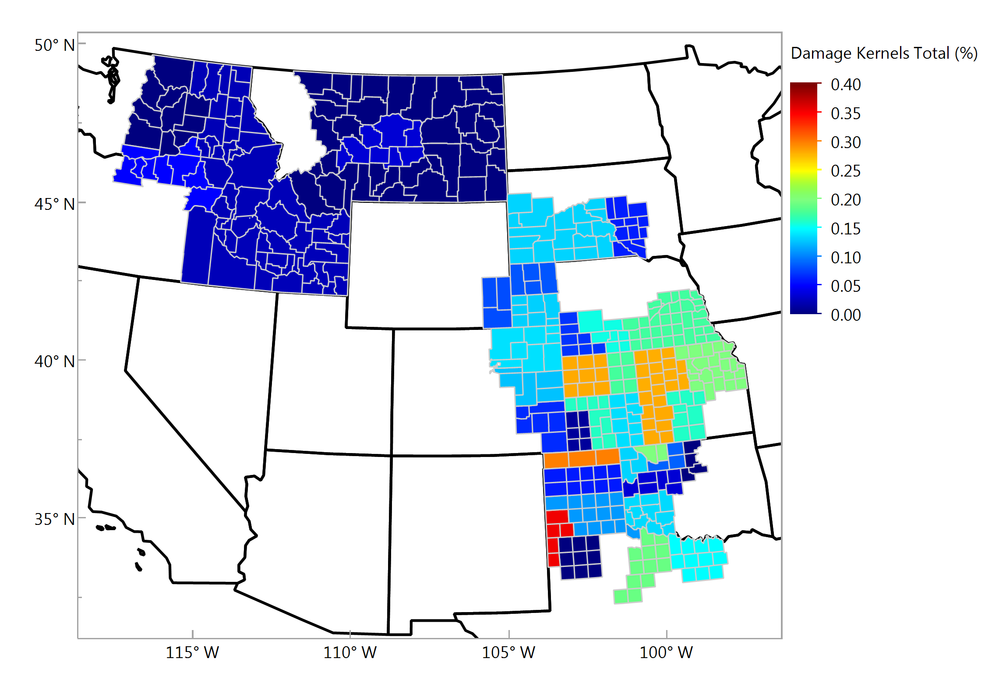 Damage Kernels Total (%)
0.40
0.35
0.30
0.25
0.20
0.15
0.10
0.05
0.00
50° N
45° N
40° N
35° N
115° W
110° W
105° W
100° W